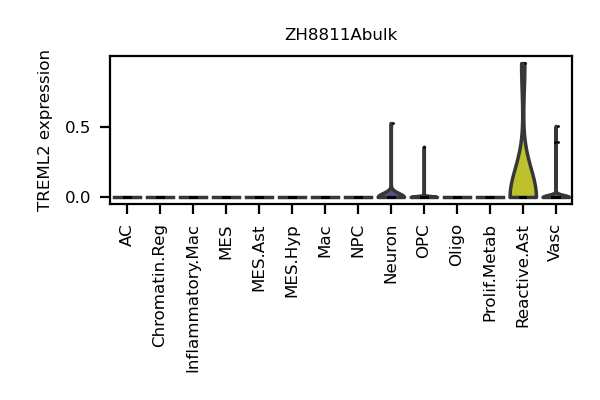 ZH8811Abulk
TREML2 expression
0.5
0.0
AC
Chromatin.Reg
Inflammatory.Mac
MES
MES.Ast
MES.Hyp
Mac
NPC
Neuron
OPC
Oligo
Prolif.Metab
Reactive.Ast
Vasc